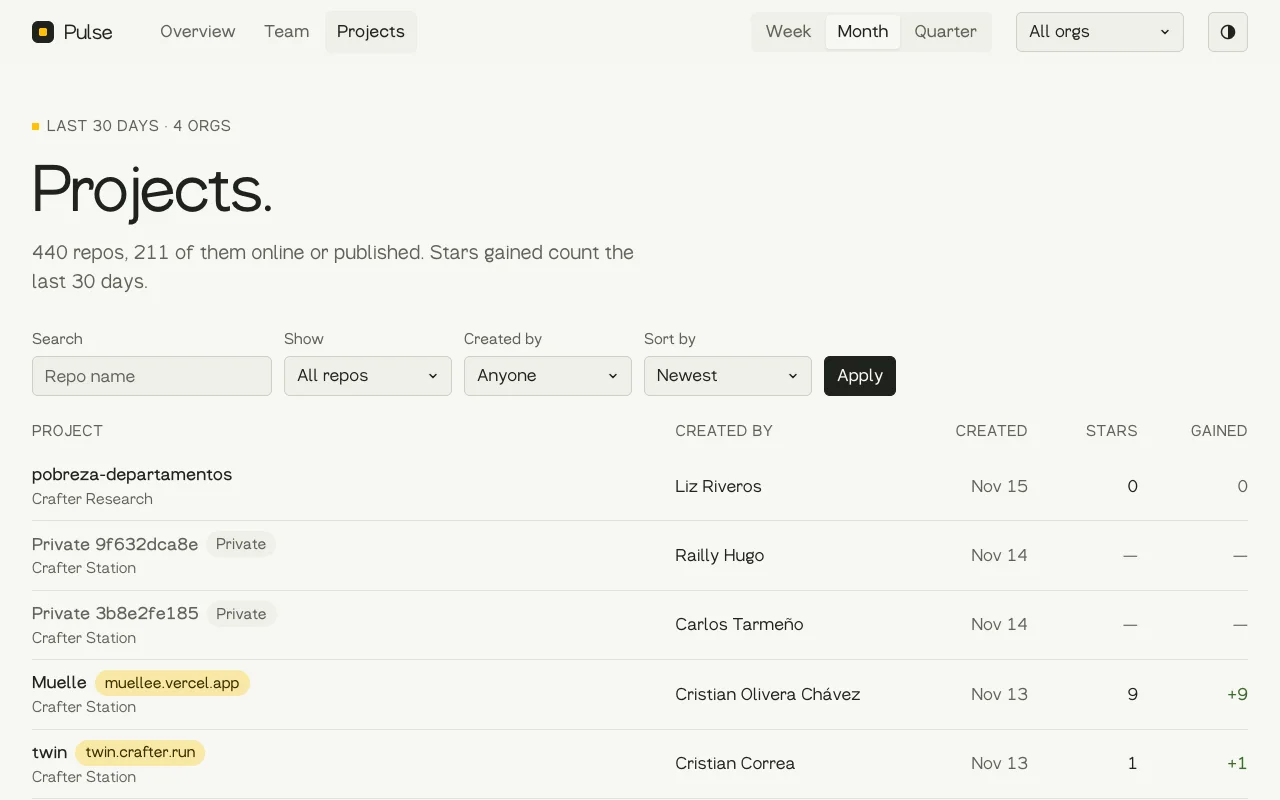 Pulse Overview Team Projects Week Month Quarter All orgs
LAST 30 DAYS · 4 ORGS
Projects.
440 repos, 211 of them online or published. Stars gained count the
last 30 days.
Search Show Created by Sort by
Repo name All repos Anyone Newest Apply
PROJECT CREATED BY CREATED STARS GAINED
pobreza-departamentos
Crafter Research
Liz Riveros Nov 15 0 0
Private 9f632dca8e Private
Crafter Station
Railly Hugo Nov 14 — —
Private 3b8e2fe185 Private
Crafter Station
Carlos Tarmeño Nov 14 — —
Muelle muellee.vercel.app
Crafter Station
Cristian Olivera Chávez Nov 13 9 +9
twin twin.crafter.run
Crafter Station
Cristian Correa Nov 13 1 +1